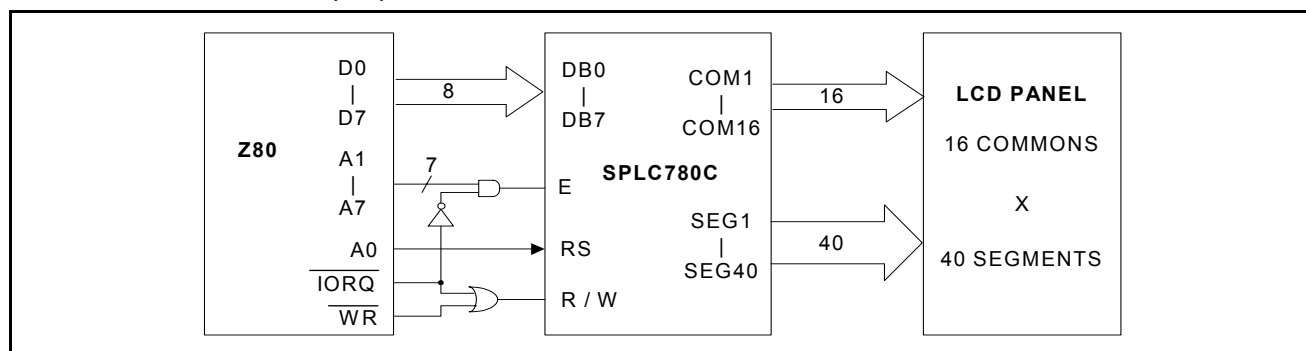 D0
|
D7
Z80
A1
|
A7
A0
IORQ
WR
8
7
DB0
|
DB7
E
RS
R / W
SPLC780C
COM1
|
COM16
SEG1
|
SEG40
16
40
LCD PANEL
16 COMMONS
X
40 SEGMENTS